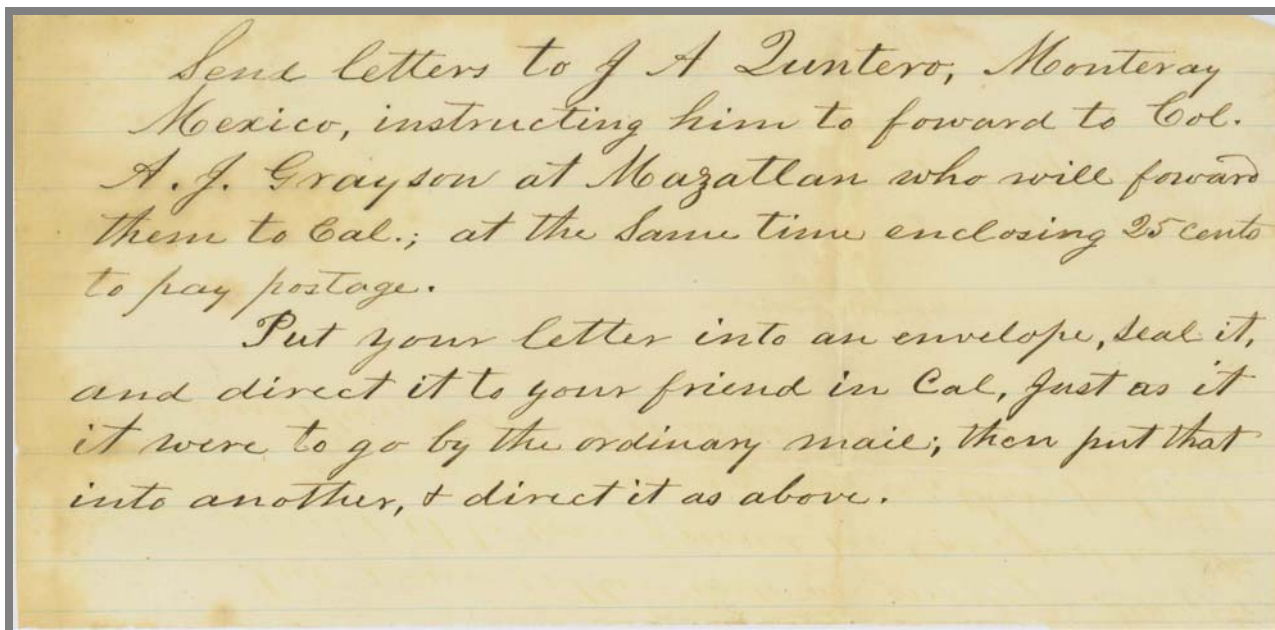 Send letters to J A Quntero, Monteray
Mexico, instructing him to foward to Col.
A. J. Grayson at Mazatlan who will foward
them to Cal.; at the same time enclosing 25 cents
to pay postage.
Put your letter into an envelope, seal it,
and direct it to your friend in Cal, Just as it
it were to go by the ordinary mail; then put that
into another, & direct it as above.